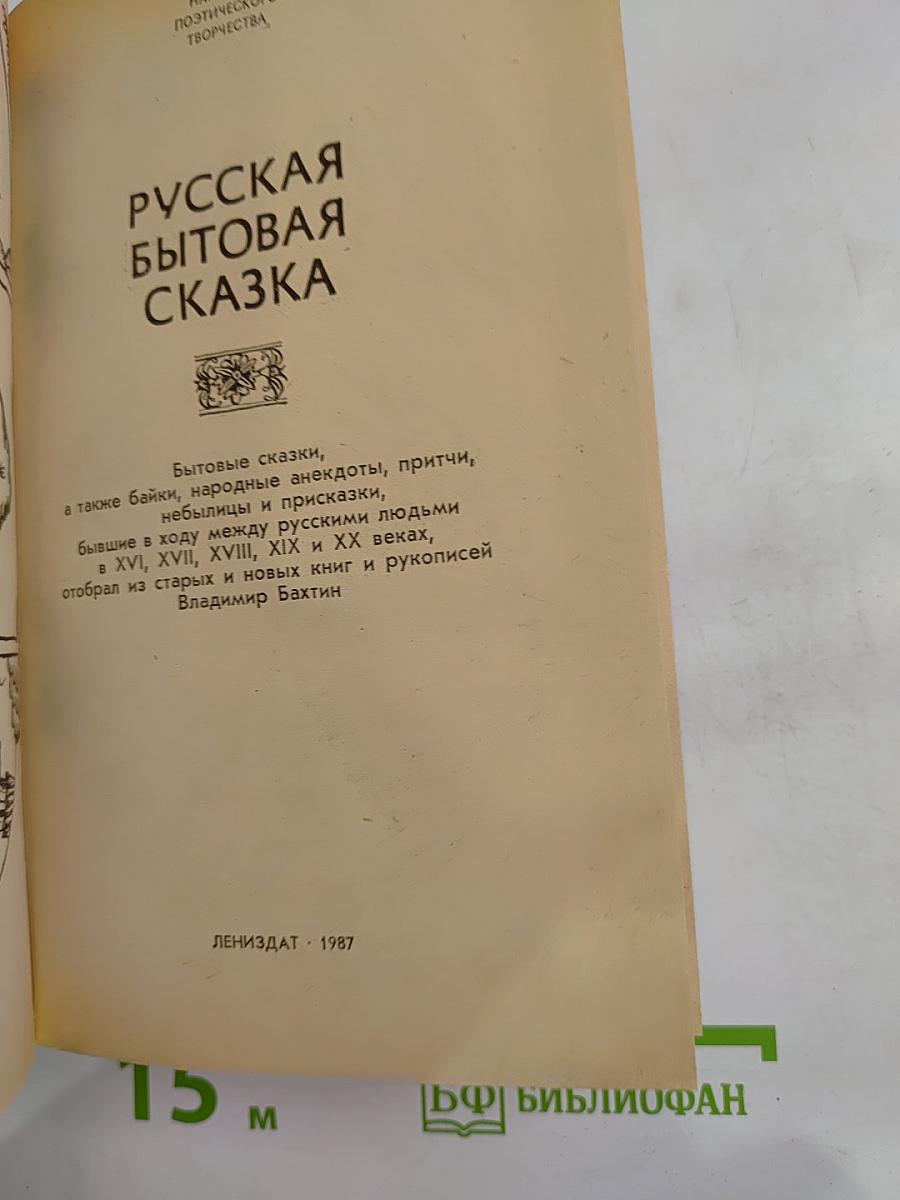 ПОЭТИЧЕСКОГО
ТВОРЧЕСТВА
РУССКАЯ
БЫТОВАЯ
СКАЗКА
Бытовые сказки,
а также байки, народные анекдоты, притчи,
небылицы и присказки,
бывшие в ходу между русскими людьми
в XVI, XVII, XVIII, XIX и XX веках,
отобрал из старых и новых книг и рукописей
Владимир Бахтин
ЛЕНИЗДАТ · 1987
15 м
БФ БИБЛИОФАН